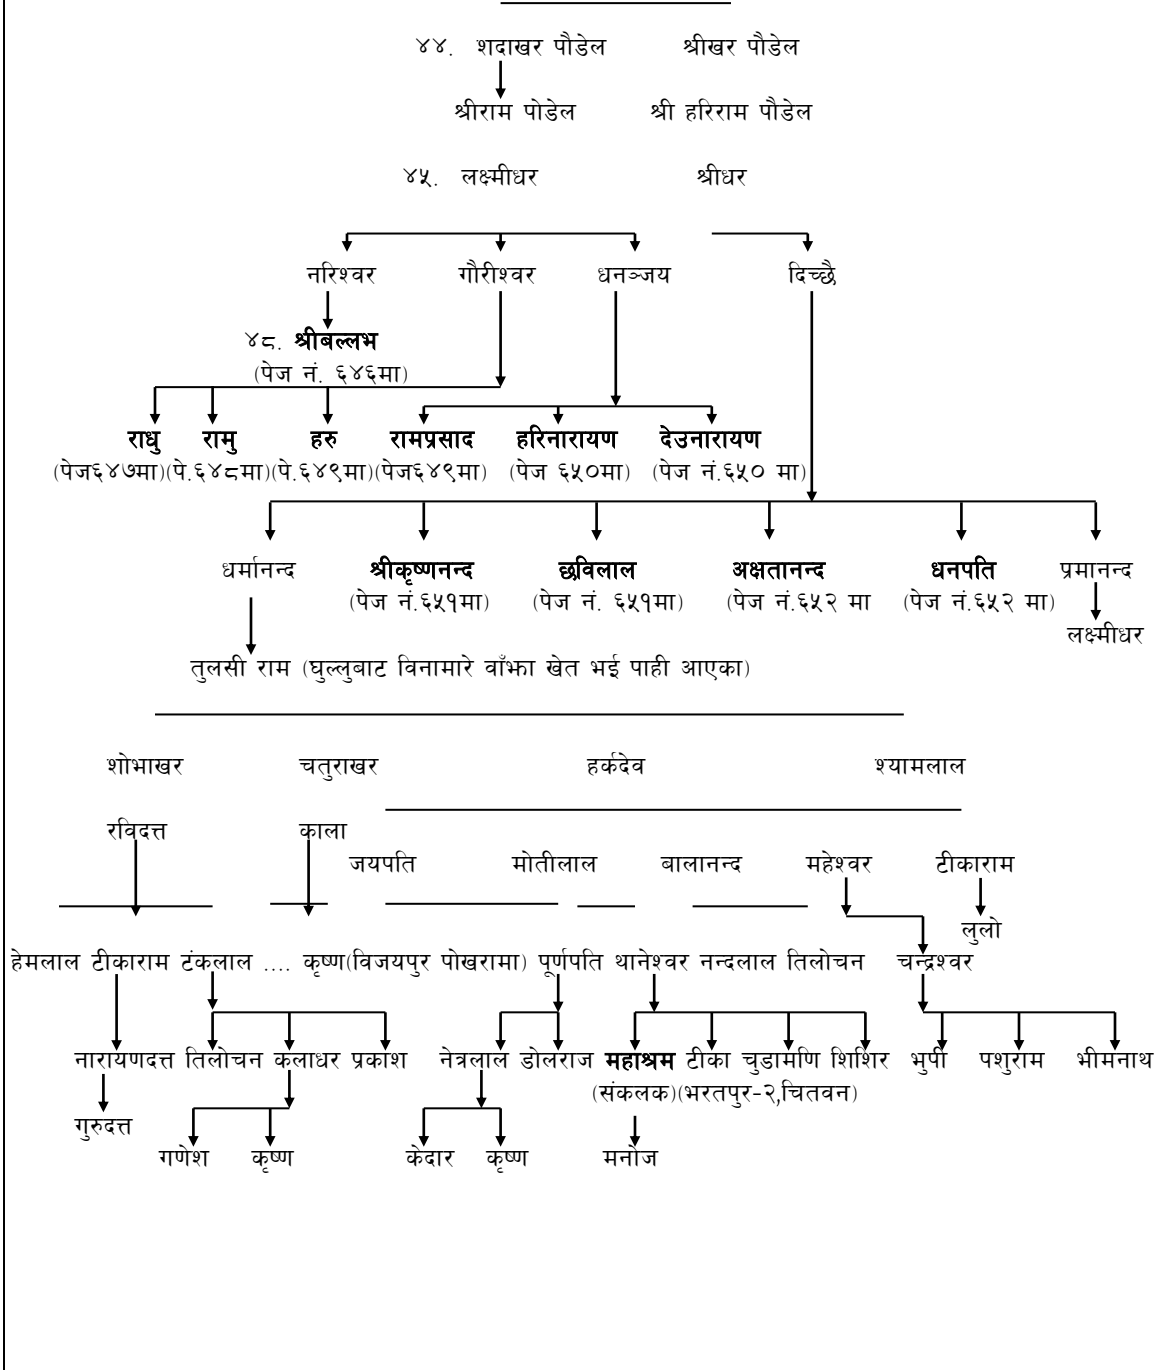 ४४. शदाखर पौडेल श्रीखर पौडेल
श्रीराम पोडेल श्री हरिराम पौडेल
४५. लक्ष्मीधर श्रीधर
नरिश्वर गौरीश्वर धनञ्जय दिच्छै
४८. श्रीबल्लभ
(पेज नं. ६४६मा)
राधु रामु हरु रामप्रसाद हरिनारायण देउनारायण
(पेज६४७मा)(पे.६४८मा)(पे.६४९मा)(पेज६४९मा) (पेज ६५०मा) (पेज नं.६५० मा)
धर्मानन्द श्रीकृष्णनन्द छविलाल अक्षतानन्द धनपति प्रमानन्द
(पेज नं.६५१मा) (पेज नं. ६५१मा) (पेज नं.६५२ मा (पेज नं.६५२ मा)
लक्ष्मीधर
तुलसी राम (घुल्लुबाट विनामारे वाँझा खेत भई पाही आएका)
शोभाखर चतुराखर हर्कदेव श्यामलाल
रविदत्त काला
जयपति मोतीलाल बालानन्द महेश्वर टीकाराम
लुलो
हेमलाल टीकाराम टंकलाल .... कृष्ण(विजयपुर पोखरामा) पूर्णपति थानेश्वर नन्दलाल तिलोचन चन्द्रश्वर
नारायणदत्त तिलोचन कलाधर प्रकाश नेत्रलाल डोलराज महाश्रम टीका चुडामणि शिशिर भुपी पशुराम भीमनाथ
(संकलक)(भरतपुर-२,चितवन)
गुरुदत्त
गणेश कृष्ण केदार कृष्ण मनोज